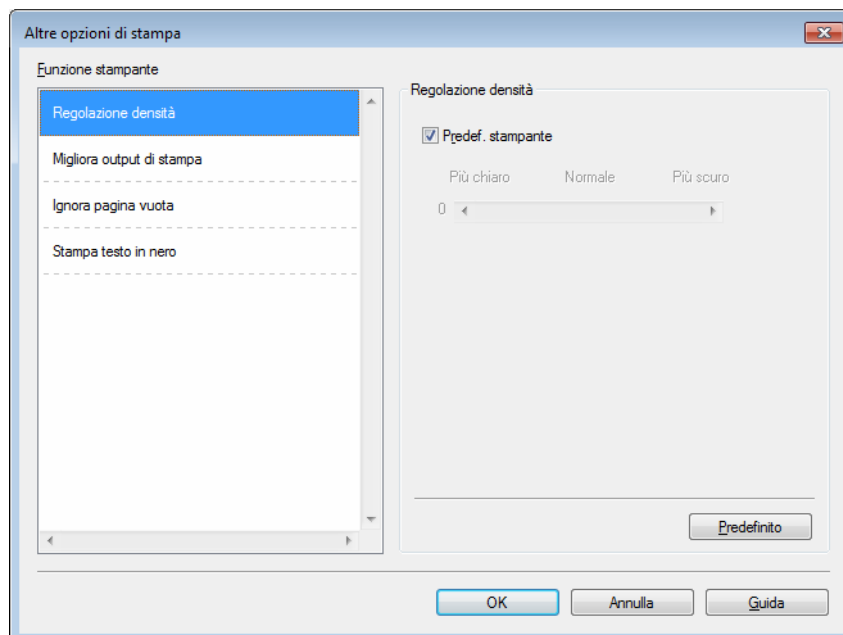 Altre opzioni di stampa
Funzione stampante
Regolazione densità
Migliora output di stampa
Ignora pagina vuota
Stampa testo in nero
Regolazione densità
Predef. stampante
Più chiaro Normale Più scuro
0
Predefinito
OK Annulla Guida